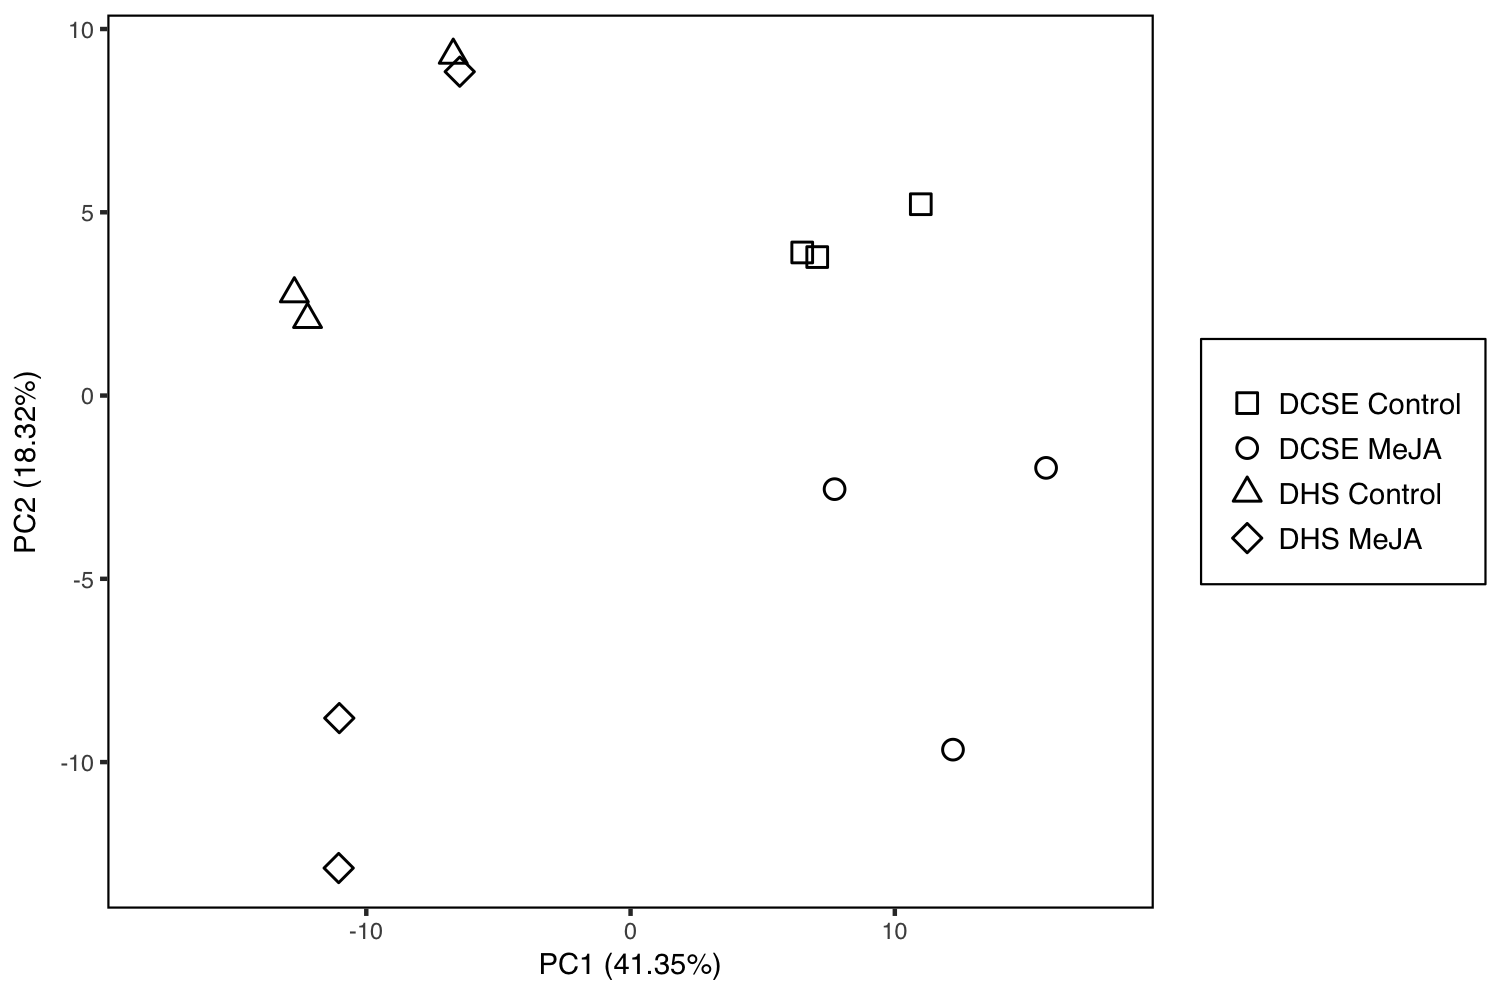 10
5
0
-5
-10
PC2 (18.32%)
-10
0
10
PC1 (41.35%)
DCSE Control
DCSE MeJA
DHS Control
DHS MeJA